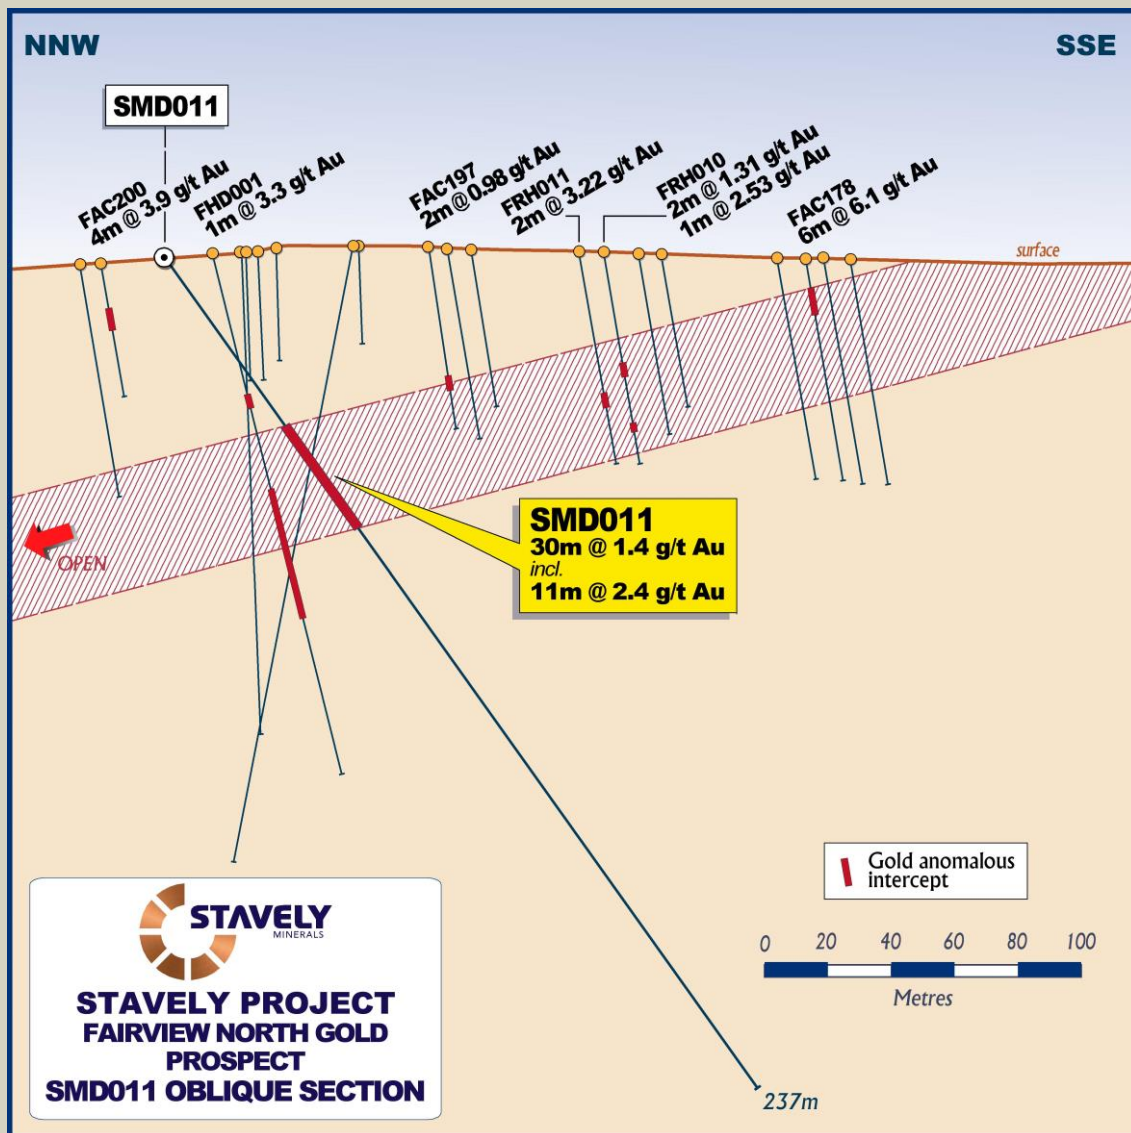 NNW
SSE
SMD011
FAC200
4m @ 3.9 g/t Au
FHD001
1m @ 3.3 g/t Au
FAC197
2m@0.98 g/t Au
FRH011
2m @ 3.22 g/t Au
FRH010
2m @ 1.31 g/t Au
1m @ 2.53 g/t Au
FAC178
6m @ 6.1 g/t Au
surface
OPEN
SMD011
30m @ 1.4 g/t Au
incl.
11m @ 2.4 g/t Au
Gold anomalous
intercept
0 20 40 60 80 100
Metres
237m
STAVELY
MINERALS
STAVELY PROJECT
FAIRVIEW NORTH GOLD
PROSPECT
SMD011 OBLIQUE SECTION